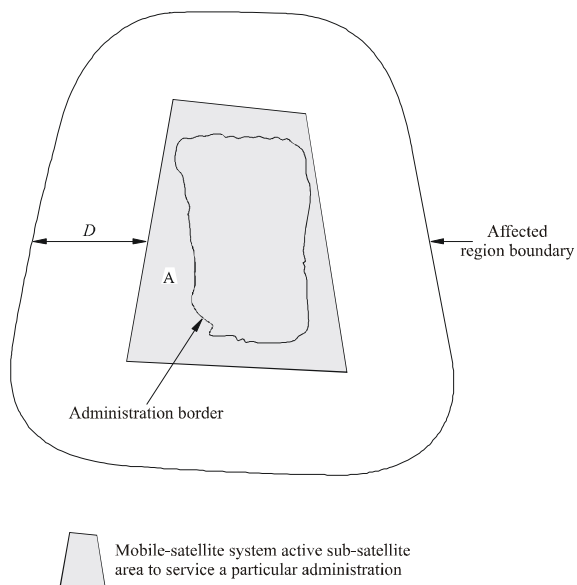 D
Affected
region boundary
A
Administration border
Mobile-satellite system active sub-satellite
area to service a particular administration